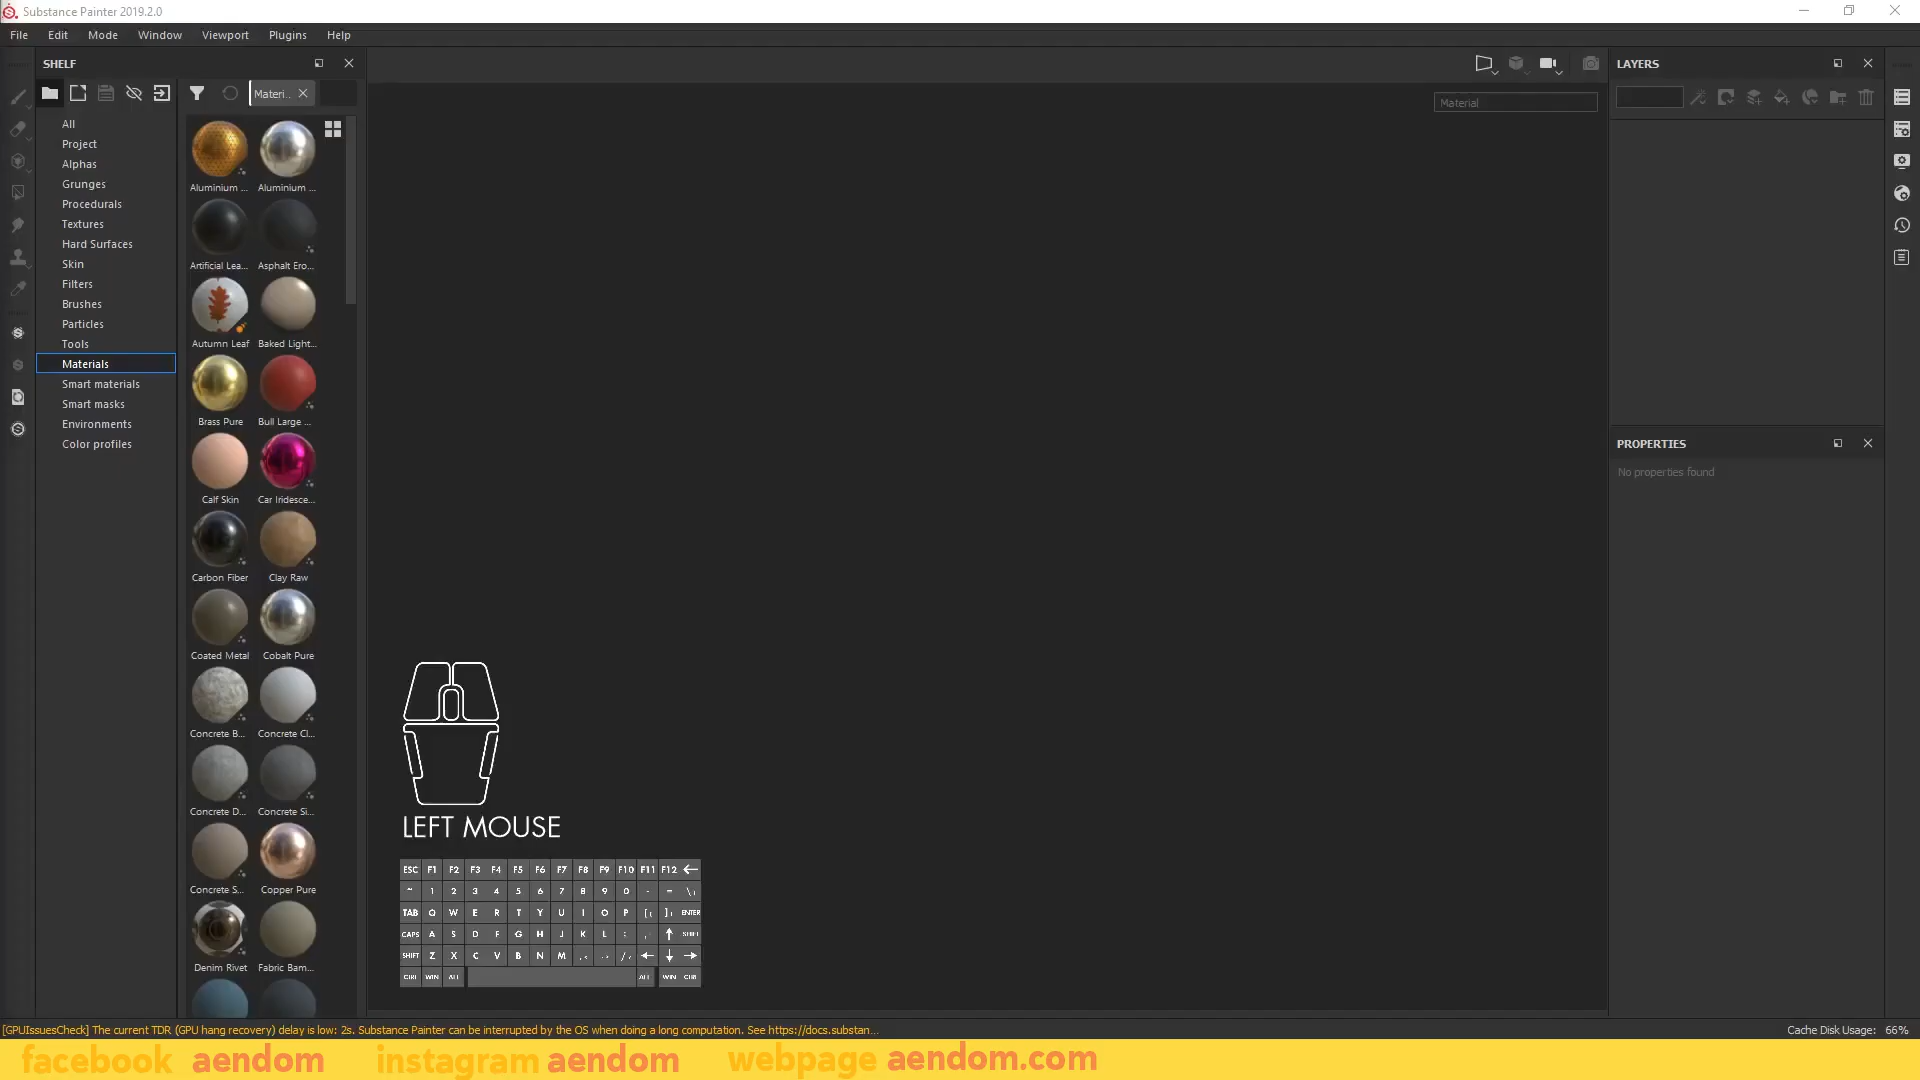 Substance Painter 2019.2.0
File Edit Mode Window Viewport Plugins Help
SHELF
Materi..
All
Project
Alphas
Grunges
Procedurals
Textures
Hard Surfaces
Skin
Filters
Brushes
Particles
Tools
Materials
Smart materials
Smart masks
Environments
Color profiles
Aluminium ... Aluminium ...
Artificial Lea... Asphalt Ero...
Autumn Leaf Baked Light...
Brass Pure Bull Large ...
Calf Skin Car Iridesce...
Carbon Fiber Clay Raw
Coated Metal Cobalt Pure
Concrete B... Concrete Cl...
Concrete D... Concrete Si...
Concrete S... Copper Pure
Denim Rivet Fabric Bam...
Material
LAYERS
PROPERTIES
No properties found
LEFT MOUSE
ESC F1 F2 F3 F4 F5 F6 F7 F8 F9 F10 F11 F12 ←
~ 1 2 3 4 5 6 7 8 9 0 - =
TAB Q W E R T Y U I O P ENTER
CAPS A S D F G H J K L ↑ SHIFT
SHIFT Z X C V B N M ← ↓ →
CTRL WIN ALT ALT WIN CTRL
[GPUIssuesCheck] The current TDR (GPU hang recovery) delay is low: 2s. Substance Painter can be interrupted by the OS when doing a long computation. See https://docs.substan...
Cache Disk Usage: 66%
facebook aendom instagram aendom webpage aendom.com